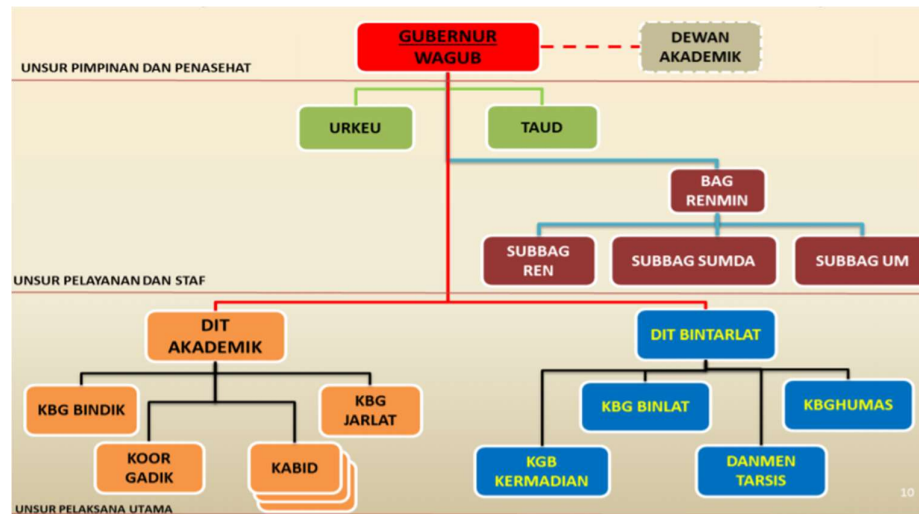 GUBERNUR
WAGUB
DEWAN
AKADEMIK
UNSUR PIMPINAN DAN PENASEHAT
URKEU
TAUD
BAG
RENMIN
SUBBAG
REN
SUBBAG SUMDA
SUBBAG UM
UNSUR PELAYANAN DAN STAF
DIT
AKADEMIK
DIT BINTARLAT
KBG BINDIK
KBG
JARLAT
KBG BINLAT
KBGHUMAS
KOOR
GADIK
KABID
KGB
KERMADIAN
DANMEN
TARSIS
10
UNSUR PELAKSANA UTAMA